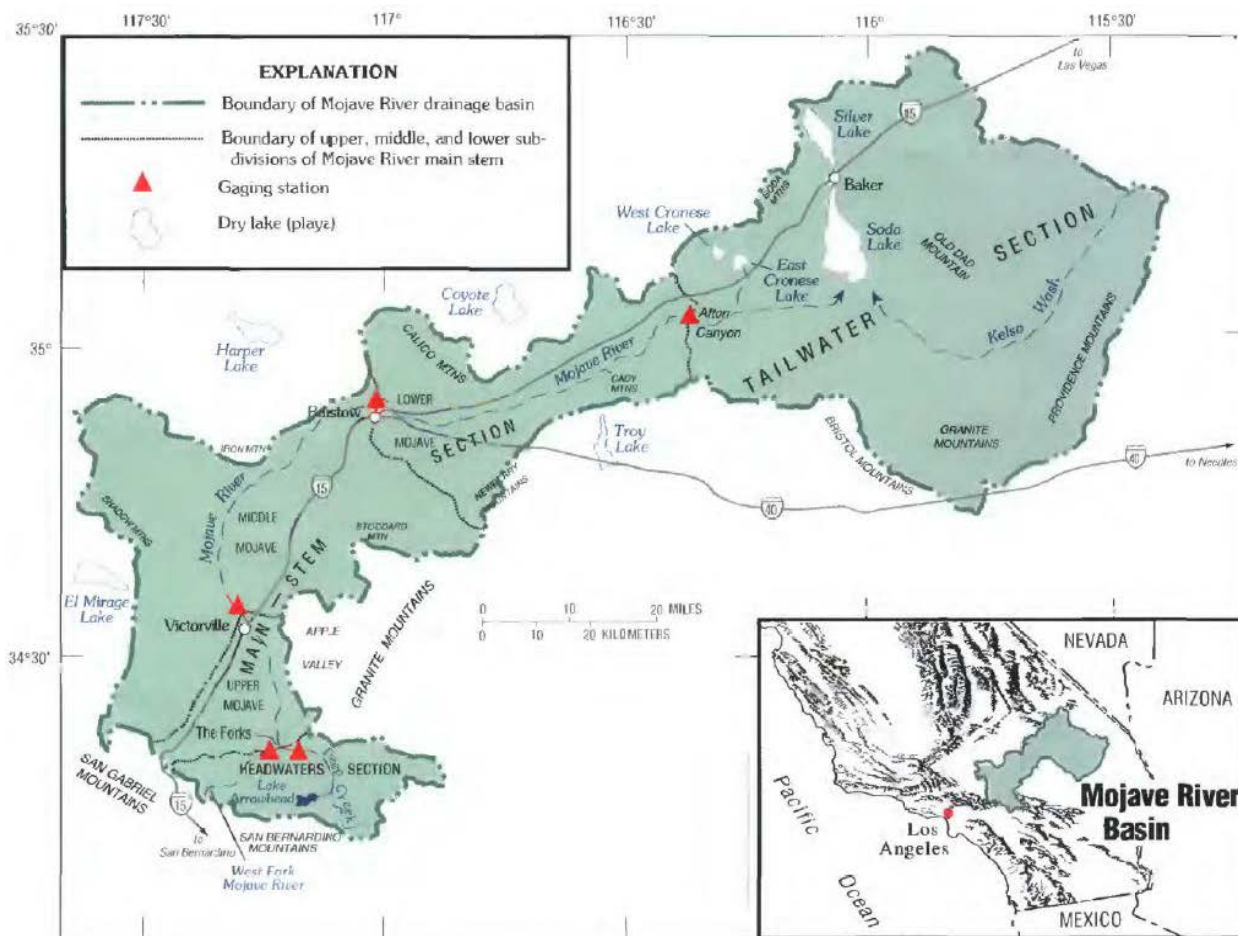 117°30'
117°
116°30'
116°
115°30'
35°30'
35°
34°30'
EXPLANATION
Boundary of Mojave River drainage basin
Boundary of upper, middle, and lower sub-
divisions of Mojave River main stem
Gaging station
Dry lake (playa)
to
Las Vegas
15
Silver
Lake
Baker
SODA
MTNS
West Cronese
Lake
Soda
Lake
East
Cronese
Lake
OLD DAD
MOUNTAIN
TAILWATER SECTION
Kelso Wash
PROVIDENCE MOUNTAINS
Afton
Canyon
Coyote
Lake
Harper
Lake
CALICO MTNS
Mojave River
CADY
MTNS
LOWER
MOJAVE
Barstow
Troy
Lake
BRISTOL MOUNTAINS
GRANITE
MOUNTAINS
40
to Needles
40
IRON MTN
NEWBERRY
MOUNTAINS
15
Mojave River
MIDDLE
MOJAVE
STODDARD
MTN
SHADOW MTNS
MAIN STEM SECTION
El Mirage
Lake
Victorville
APPLE
VALLEY
GRANITE MOUNTAINS
0 10 20 MILES
0 10 20 KILOMETERS
UPPER
MOJAVE
The Forks
HEADWATERS SECTION
Lake
Arrowhead
Deep Creek
SAN GABRIEL
MOUNTAINS
15
to
San Bernardino
SAN BERNARDINO
MOUNTAINS
West Fork
Mojave River
NEVADA
ARIZONA
Mojave River
Basin
Los
Angeles
Pacific
Ocean
MEXICO